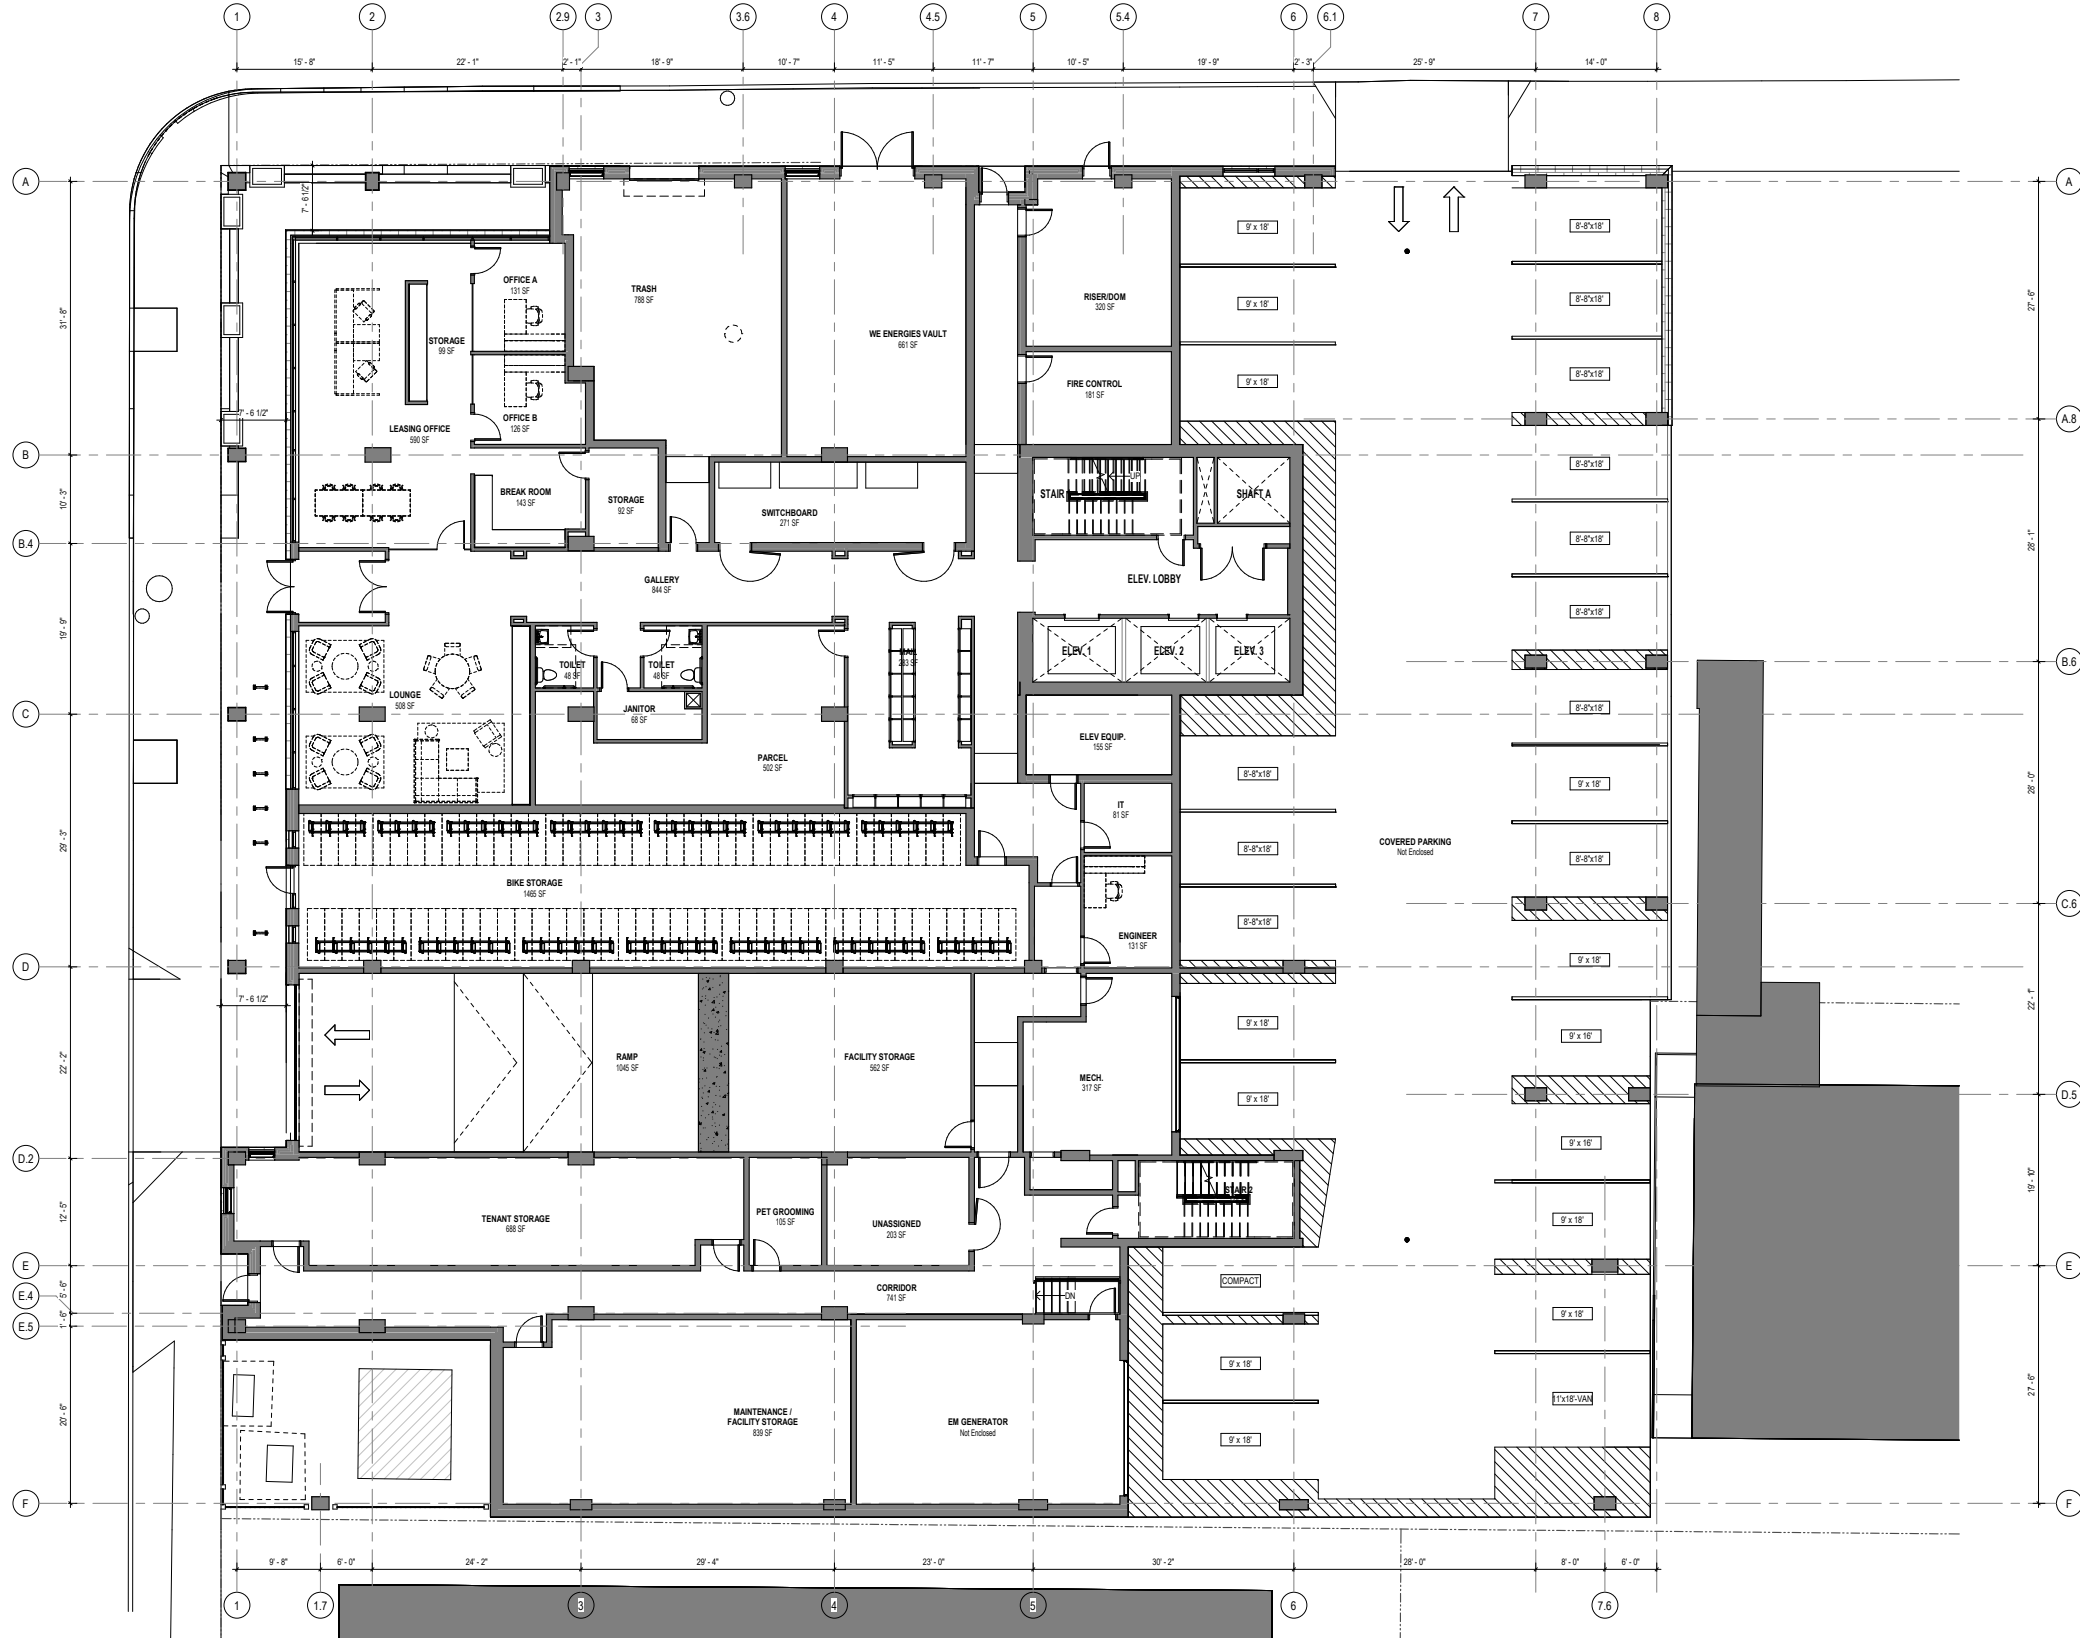 1
2
2.9
3
3.6
4
4.5
5
5.4
6
6.1
7
8
15' - 8"
22' - 1"
2' - 1"
18' - 9"
10' - 7"
11' - 5"
11' - 7"
10' - 5"
19' - 9"
2' - 3"
25' - 9"
14' - 0"
A
A
7' - 6 1/2"
9' x 18'
8'-8"x18'
OFFICE A
131 SF
TRASH
788 SF
RISER/DOM
320 SF
9' x 18'
8'-8"x18'
27' - 6"
31' - 8"
STORAGE
99 SF
WE ENERGIES VAULT
661 SF
FIRE CONTROL
181 SF
9' x 18'
8'-8"x18'
7' - 6 1/2"
OFFICE B
126 SF
LEASING OFFICE
590 SF
A.8
B
8'-8"x18'
BREAK ROOM
143 SF
STORAGE
92 SF
SWITCHBOARD
271 SF
STAIR
UP
SHAFT A
10' - 3"
B.4
8'-8"x18'
28' - 1"
GALLERY
844 SF
ELEV. LOBBY
8'-8"x18'
19' - 9"
TOILET
48 SF
TOILET
48 SF
MAIL
283 SF
ELEV. 1
ELEV. 2
ELEV. 3
B.6
LOUNGE
508 SF
JANITOR
68 SF
8'-8"x18'
C
ELEV EQUIP.
155 SF
PARCEL
502 SF
8'-8"x18'
9' x 18'
28' - 0"
IT
81 SF
29' - 3"
8'-8"x18'
COVERED PARKING
Not Enclosed
8'-8"x18'
BIKE STORAGE
1465 SF
8'-8"x18'
C.6
ENGINEER
131 SF
9' x 18'
D
7' - 6 1/2"
9' x 18'
9' x 16'
22' - 1"
22' - 2"
RAMP
1045 SF
FACILITY STORAGE
562 SF
MECH.
317 SF
9' x 18'
D.5
9' x 16'
D.2
STAIR 2
19' - 10"
12' - 5"
TENANT STORAGE
688 SF
PET GROOMING
105 SF
UNASSIGNED
203 SF
9' x 18'
E
E
COMPACT
5' - 6"
CORRIDOR
741 SF
DN
E.4
9' x 18'
1' - 6"
E.5
9' x 18'
27' - 6"
20' - 6"
11'x18'-VAN
MAINTENANCE /
FACILITY STORAGE
839 SF
EM GENERATOR
Not Enclosed
9' x 18'
F
F
9' - 8"
6' - 0"
24' - 2"
29' - 4"
23' - 0"
30' - 2"
28' - 0"
8' - 0"
6' - 0"
1
1.7
3
4
5
6
7.6